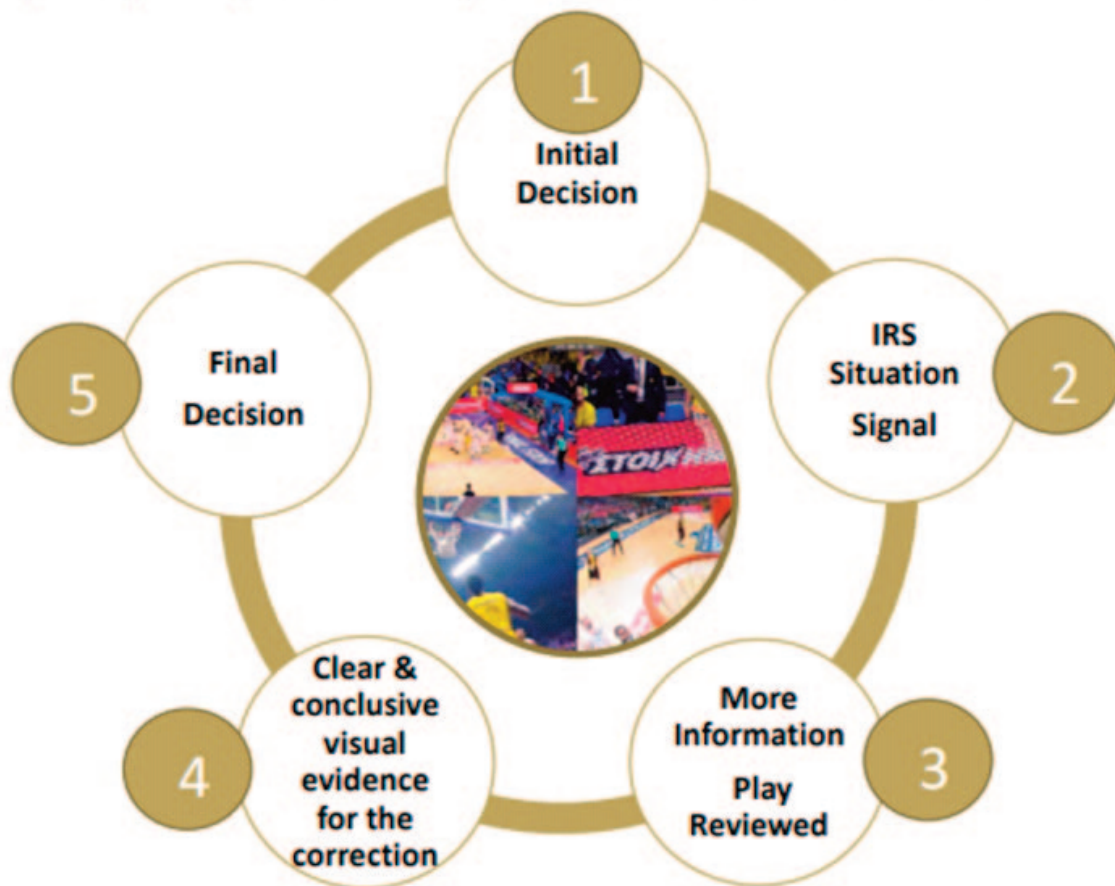 1
Initial
Decision
2
IRS
Situation
Signal
3
More
Information
Play
Reviewed
4
Clear &
conclusive
visual
evidence
for the
correction
5
Final
Decision
ΣΤΟΙΧΗΜ